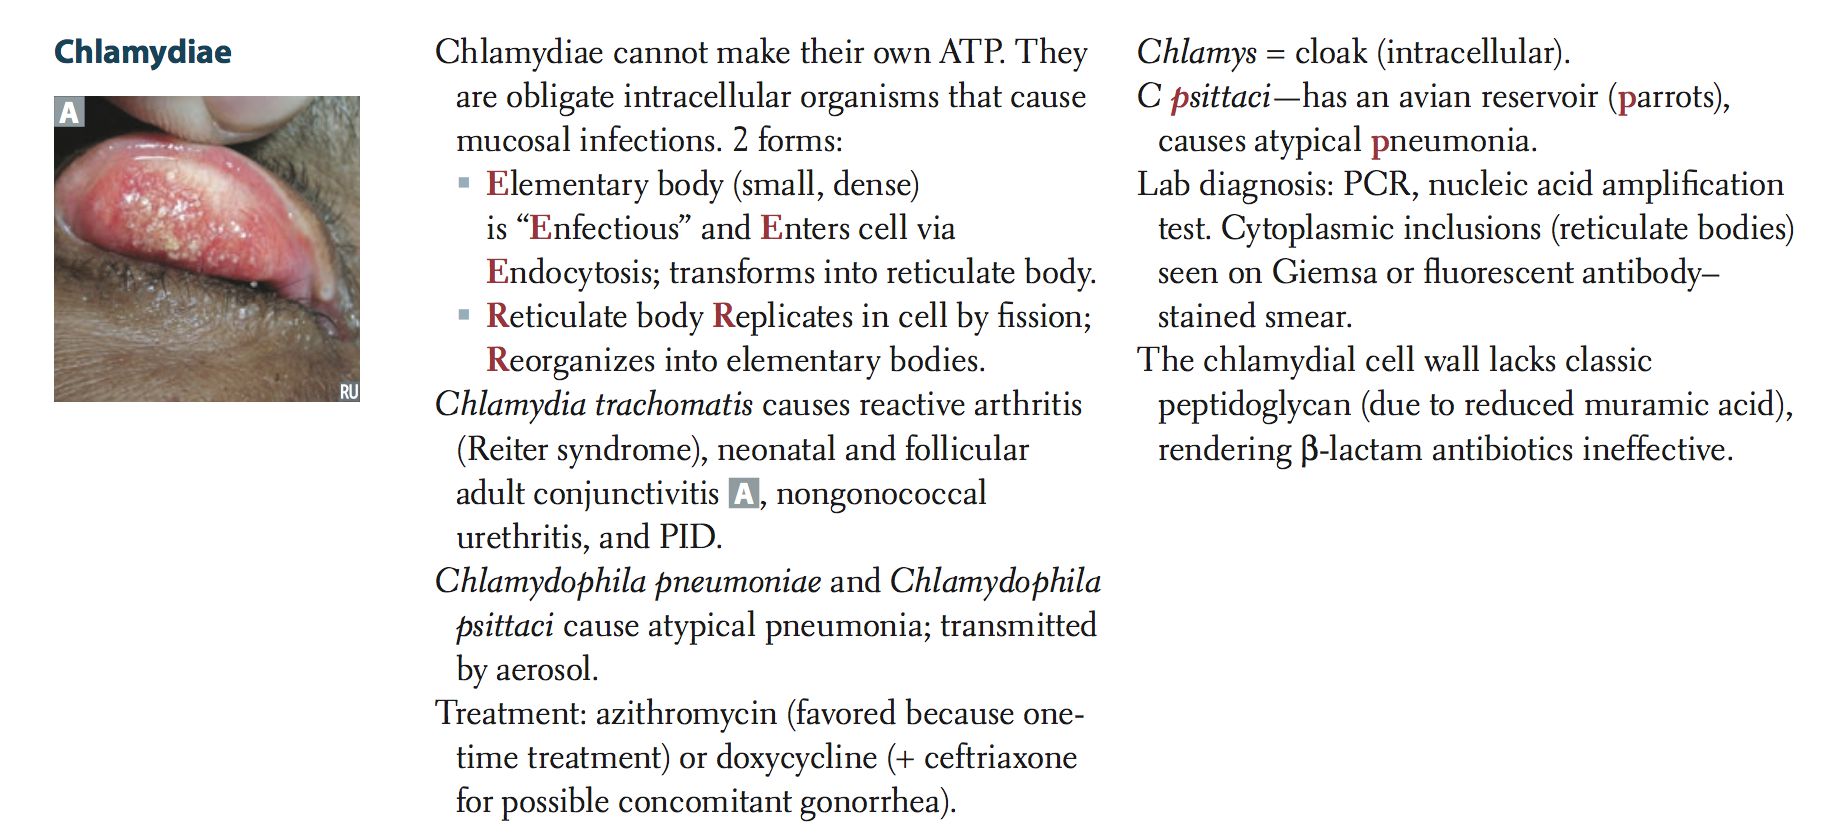 Chlamydiae
A
RU
Chlamydiae cannot make their own ATP. They
are obligate intracellular organisms that cause
mucosal infections. 2 forms:
▪ Elementary body (small, dense)
is “Enfectious” and Enters cell via
Endocytosis; transforms into reticulate body.
▪ Reticulate body Replicates in cell by fission;
Reorganizes into elementary bodies.
Chlamydia trachomatis causes reactive arthritis
(Reiter syndrome), neonatal and follicular
adult conjunctivitis A, nongonococcal
urethritis, and PID.
Chlamydophila pneumoniae and Chlamydophila
psittaci cause atypical pneumonia; transmitted
by aerosol.
Treatment: azithromycin (favored because one-
time treatment) or doxycycline (+ ceftriaxone
for possible concomitant gonorrhea).
Chlamys = cloak (intracellular).
C psittaci—has an avian reservoir (parrots),
causes atypical pneumonia.
Lab diagnosis: PCR, nucleic acid amplification
test. Cytoplasmic inclusions (reticulate bodies)
seen on Giemsa or fluorescent antibody–
stained smear.
The chlamydial cell wall lacks classic
peptidoglycan (due to reduced muramic acid),
rendering β-lactam antibiotics ineffective.